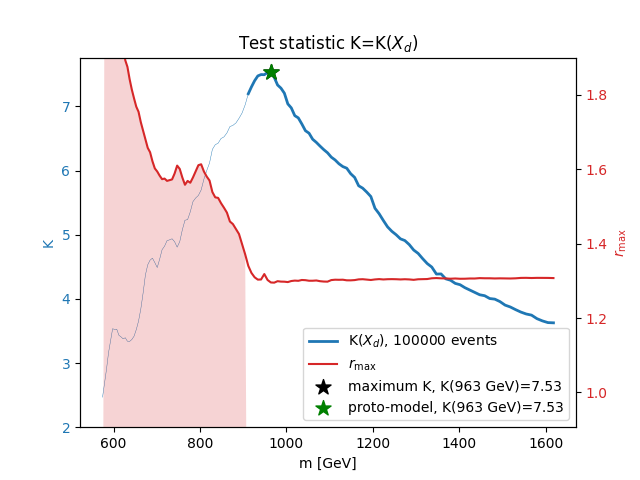 Test statistic K=K(X_d)
7
6
5
4
3
2
K
1.8
1.6
1.4
1.2
1.0
r_max
K(X_d), 100000 events
r_max
maximum K, K(963 GeV)=7.53
proto-model, K(963 GeV)=7.53
600 800 1000 1200 1400 1600
m [GeV]